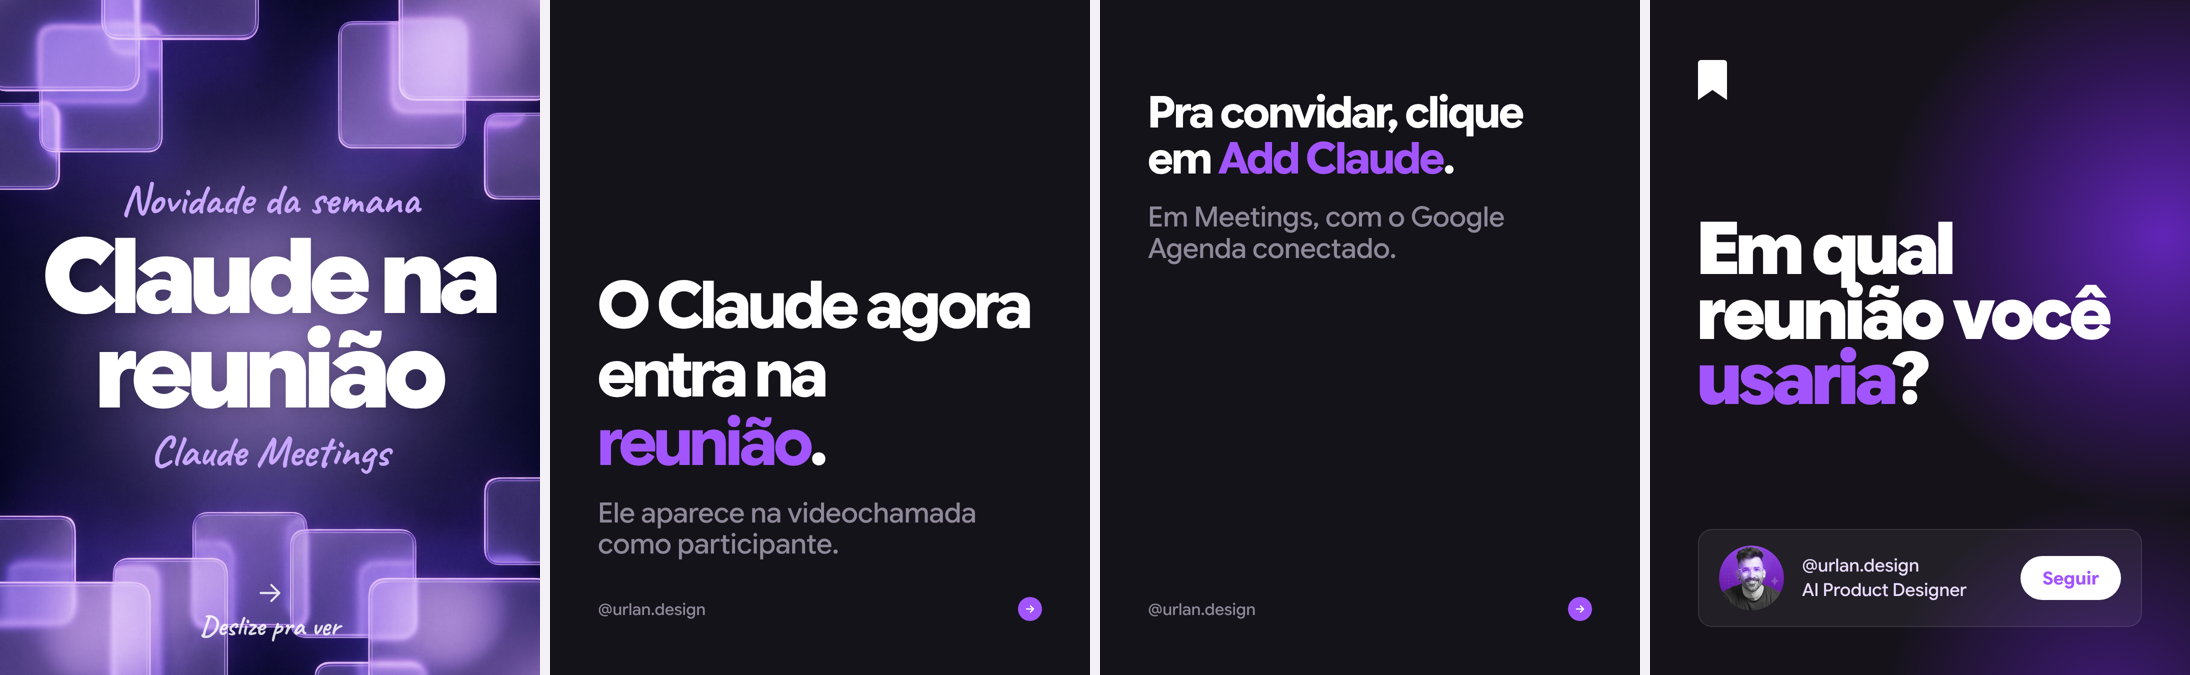 Novidade da semana
Claude na
reunião
Claude Meetings
Deslize pra ver
O Claude agora
entra na
reunião.
Ele aparece na videochamada
como participante.
@urlan.design
Pra convidar, clique
em Add Claude.
Em Meetings, com o Google
Agenda conectado.
@urlan.design
Em qual
reunião você
usaria?
@urlan.design
AI Product Designer
Seguir